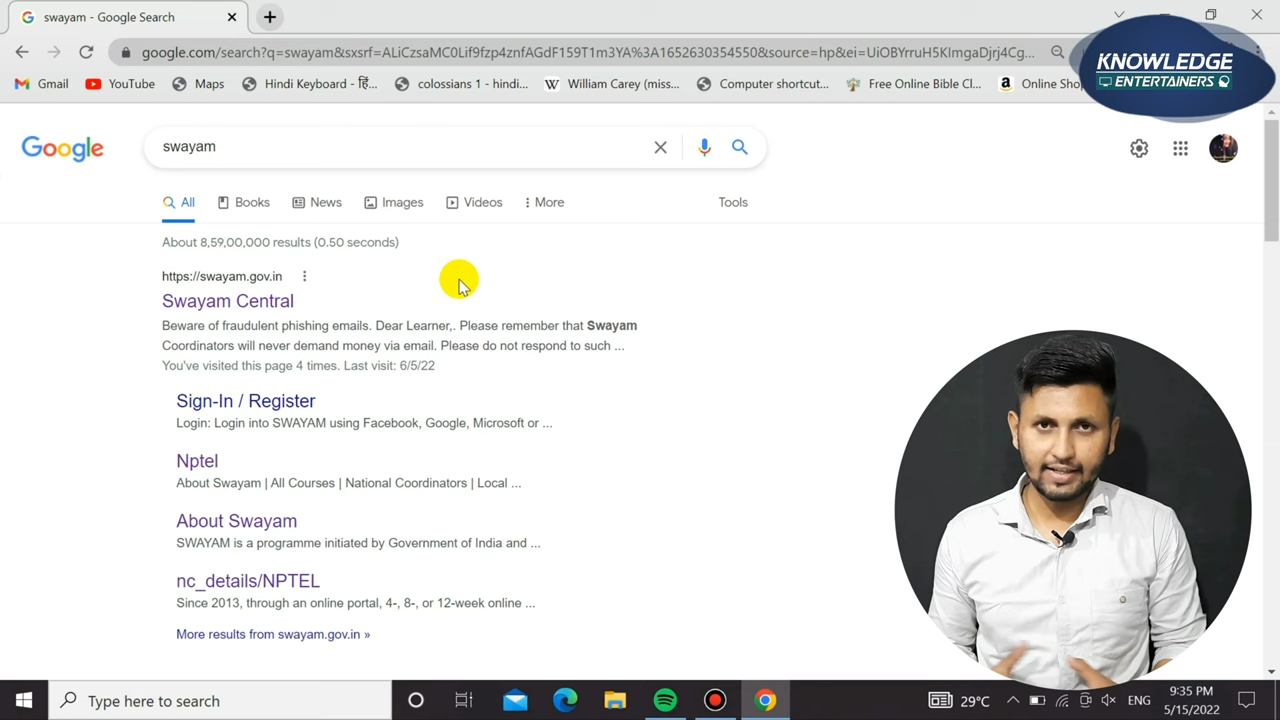 swayam - Google Search
google.com/search?q=swayam&sxsrf=ALiCzsaMC0Lif9fzp4znfAGdF159T1m3YA%3A1652630354550&source=hp&ei=UiOBYrruH5KImgaDjrj4Cg...
KNOWLEDGE
ENTERTAINERS
Gmail
YouTube
Maps
Hindi Keyboard - हिं...
colossianforum.com...
William Carey (miss...
Computer shortcut...
Free Online Bible Cl...
Online Shop
Google
swayam
All
Books
News
Images
Videos
More
Tools
About 8,59,00,000 results (0.50 seconds)
https://swayam.gov.in
Swayam Central
Beware of fraudulent phishing emails. Dear Learner,. Please remember that Swayam
Coordinators will never demand money via email. Please do not respond to such ...
You've visited this page 4 times. Last visit: 6/5/22
Sign-In / Register
Login: Login into SWAYAM using Facebook, Google, Microsoft or ...
Nptel
About Swayam | All Courses | National Coordinators | Local ...
About Swayam
SWAYAM is a programme initiated by Government of India and ...
nc_details/NPTEL
Since 2013, through an online portal, 4-, 8-, or 12-week online ...
More results from swayam.gov.in »
Type here to search
29°C
ENG
9:35 PM
5/15/2022